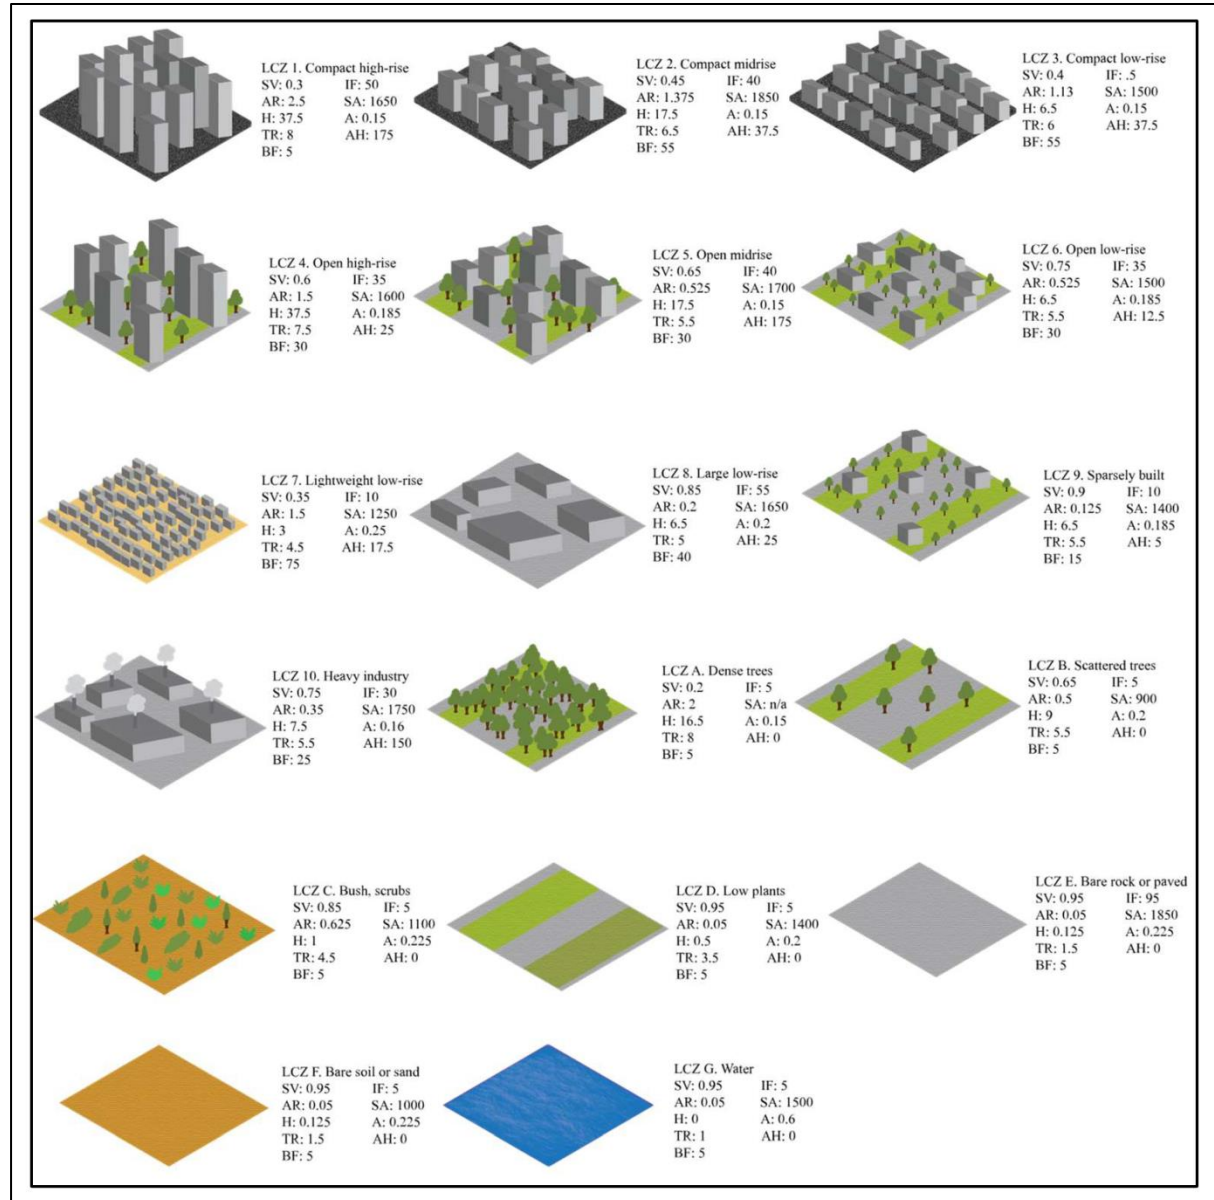 LCZ 1. Compact high-rise
SV: 0.3 IF: 50
AR: 2.5 SA: 1650
H: 37.5 A: 0.15
TR: 8 AH: 175
BF: 5
LCZ 2. Compact midrise
SV: 0.45 IF: 40
AR: 1.375 SA: 1850
H: 17.5 A: 0.15
TR: 6.5 AH: 37.5
BF: 55
LCZ 3. Compact low-rise
SV: 0.4 IF: .5
AR: 1.13 SA: 1500
H: 6.5 A: 0.15
TR: 6 AH: 37.5
BF: 55
LCZ 4. Open high-rise
SV: 0.6 IF: 35
AR: 1.5 SA: 1600
H: 37.5 A: 0.185
TR: 7.5 AH: 25
BF: 30
LCZ 5. Open midrise
SV: 0.65 IF: 40
AR: 0.525 SA: 1700
H: 17.5 A: 0.15
TR: 5.5 AH: 175
BF: 30
LCZ 6. Open low-rise
SV: 0.75 IF: 35
AR: 0.525 SA: 1500
H: 6.5 A: 0.185
TR: 5.5 AH: 12.5
BF: 30
LCZ 7. Lightweight low-rise
SV: 0.35 IF: 10
AR: 1.5 SA: 1250
H: 3 A: 0.25
TR: 4.5 AH: 17.5
BF: 75
LCZ 8. Large low-rise
SV: 0.85 IF: 55
AR: 0.2 SA: 1650
H: 6.5 A: 0.2
TR: 5 AH: 25
BF: 40
LCZ 9. Sparsely built
SV: 0.9 IF: 10
AR: 0.125 SA: 1400
H: 6.5 A: 0.185
TR: 5.5 AH: 5
BF: 15
LCZ 10. Heavy industry
SV: 0.75 IF: 30
AR: 0.35 SA: 1750
H: 7.5 A: 0.16
TR: 5.5 AH: 150
BF: 25
LCZ A. Dense trees
SV: 0.2 IF: 5
AR: 2 SA: n/a
H: 16.5 A: 0.15
TR: 8 AH: 0
BF: 5
LCZ B. Scattered trees
SV: 0.65 IF: 5
AR: 0.5 SA: 900
H: 9 A: 0.2
TR: 5.5 AH: 0
BF: 5
LCZ C. Bush, scrubs
SV: 0.85 IF: 5
AR: 0.625 SA: 1100
H: 1 A: 0.225
TR: 4.5 AH: 0
BF: 5
LCZ D. Low plants
SV: 0.95 IF: 5
AR: 0.05 SA: 1400
H: 0.5 A: 0.2
TR: 3.5 AH: 0
BF: 5
LCZ E. Bare rock or paved
SV: 0.95 IF: 95
AR: 0.05 SA: 1850
H: 0.125 A: 0.225
TR: 1.5 AH: 0
BF: 5
LCZ F. Bare soil or sand
SV: 0.95 IF: 5
AR: 0.05 SA: 1000
H: 0.125 A: 0.225
TR: 1.5 AH: 0
BF: 5
LCZ G. Water
SV: 0.95 IF: 5
AR: 0.05 SA: 1500
H: 0 A: 0.6
TR: 1 AH: 0
BF: 5